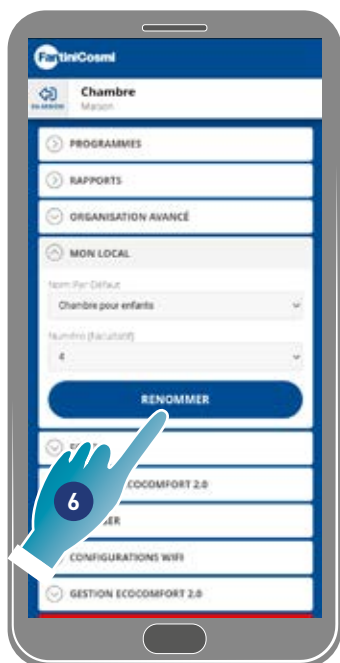 FantiniCosmi
Chambre
Maison
PROGRAMMES
RAPPORTS
ORGANISATION AVANCÉ
MON LOCAL
Nom Par Défaut
Chambre pour enfants
Numéro (facultatif)
4
RENOMMER
6
COCOMFORT 2.0
CONFIGURATIONS WIFI
GESTION ECOCOMFORT 2.0